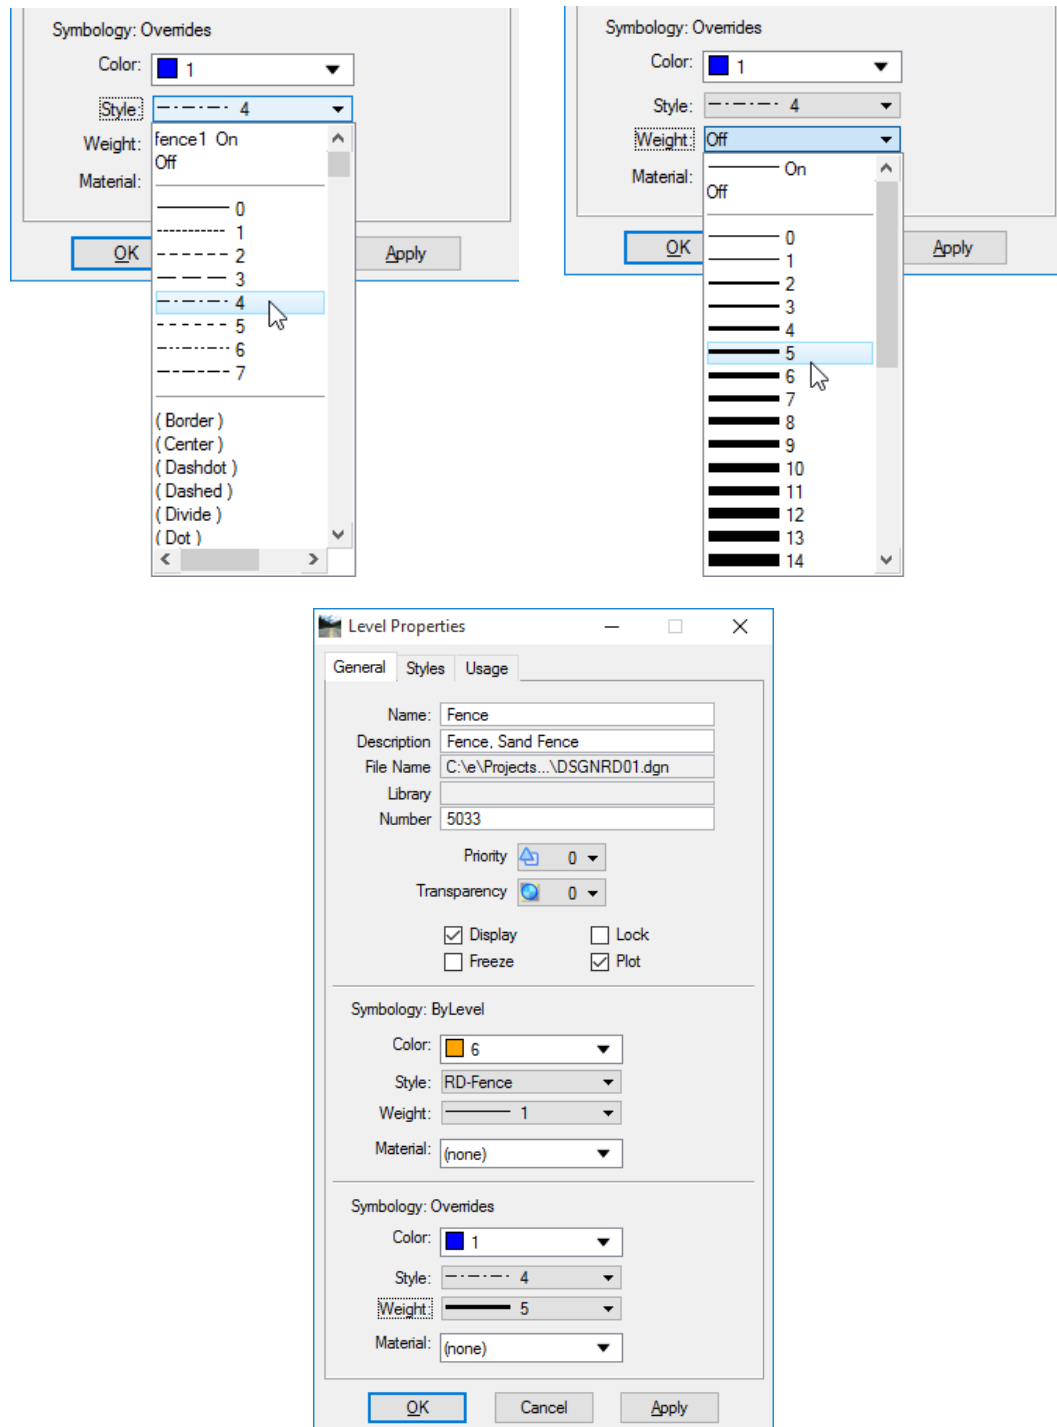 Symbology: Overrides
Color: 1
Style: 4
Weight:
Material:
fence1 On
Off
0
1
2
3
4
5
6
7
( Border )
( Center )
( Dashdot )
( Dashed )
( Divide )
( Dot )
OK
Apply
Symbology: Overrides
Color: 1
Style: 4
Weight: Off
Material:
On
Off
0
1
2
3
4
5
6
7
8
9
10
11
12
13
14
OK
Apply
Level Properties
General Styles Usage
Name: Fence
Description Fence, Sand Fence
File Name C:\e\Projects...\DSGNRD01.dgn
Library
Number 5033
Priority 0
Transparency 0
Display Lock
Freeze Plot
Symbology: ByLevel
Color: 6
Style: RD-Fence
Weight: 1
Material: (none)
Symbology: Overrides
Color: 1
Style: 4
Weight: 5
Material: (none)
OK Cancel Apply